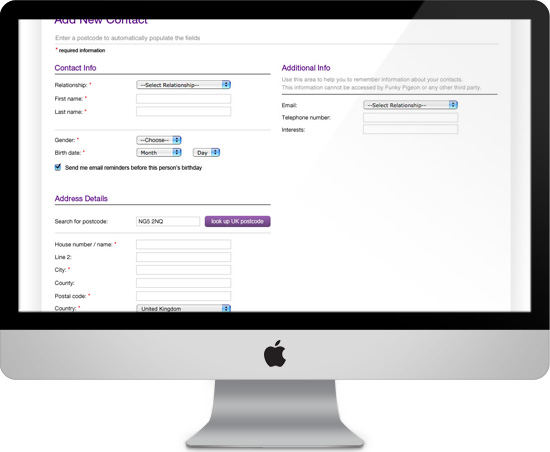 Add New Contact
Enter a postcode to automatically populate the fields
* required information
Contact Info
Relationship: * --Select Relationship--
First name: *
Last name: *
Gender: * --Choose--
Birth date: * Month Day
Send me email reminders before this person's birthday
Additional Info
Use this area to help you to remember information about your contacts.
This information cannot be accessed by Funky Pigeon or any other third party.
Email: --Select Relationship--
Telephone number:
Interests:
Address Details
Search for postcode: NG5 2NQ look up UK postcode
House number / name: *
Line 2:
City: *
County:
Postal code: *
Country: * United Kingdom